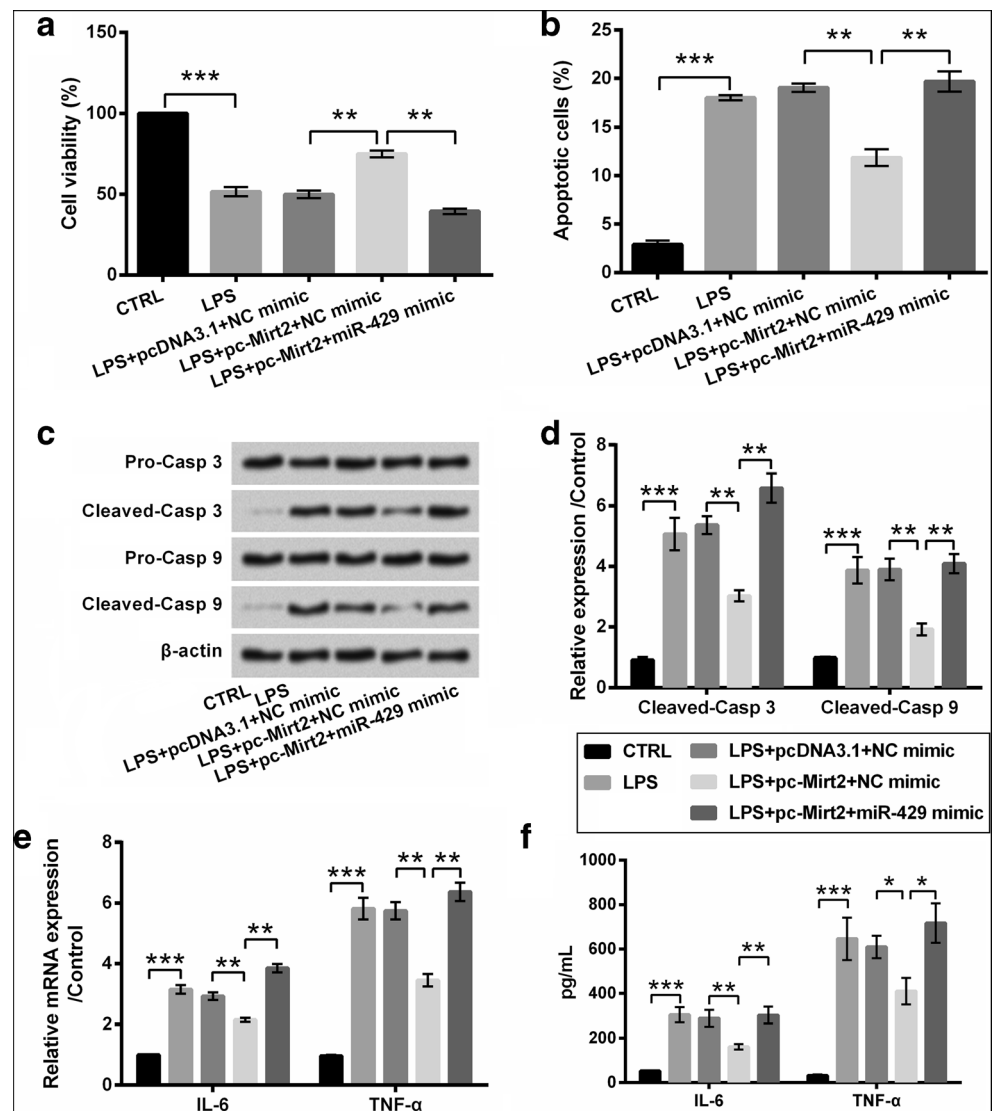 a
Cell viability (%)
150
100
50
0
***
**
**
CTRL
LPS
LPS+pcDNA3.1+NC mimic
LPS+pc-Mirt2+NC mimic
LPS+pc-Mirt2+miR-429 mimic
b
Apoptotic cells (%)
25
20
15
10
5
0
***
**
**
CTRL
LPS
LPS+pcDNA3.1+NC mimic
LPS+pc-Mirt2+NC mimic
LPS+pc-Mirt2+miR-429 mimic
c
Pro-Casp 3
Cleaved-Casp 3
Pro-Casp 9
Cleaved-Casp 9
β-actin
CTRL
LPS
LPS+pcDNA3.1+NC mimic
LPS+pc-Mirt2+NC mimic
LPS+pc-Mirt2+miR-429 mimic
d
Relative expression /Control
8
6
4
2
0
***
**
**
***
**
**
Cleaved-Casp 3
Cleaved-Casp 9
CTRL
LPS
LPS+pcDNA3.1+NC mimic
LPS+pc-Mirt2+NC mimic
LPS+pc-Mirt2+miR-429 mimic
e
Relative mRNA expression
/Control
8
6
4
2
0
***
**
**
***
**
**
IL-6
TNF-α
f
pg/mL
1000
800
600
400
200
0
***
**
**
***
*
*
IL-6
TNF-α